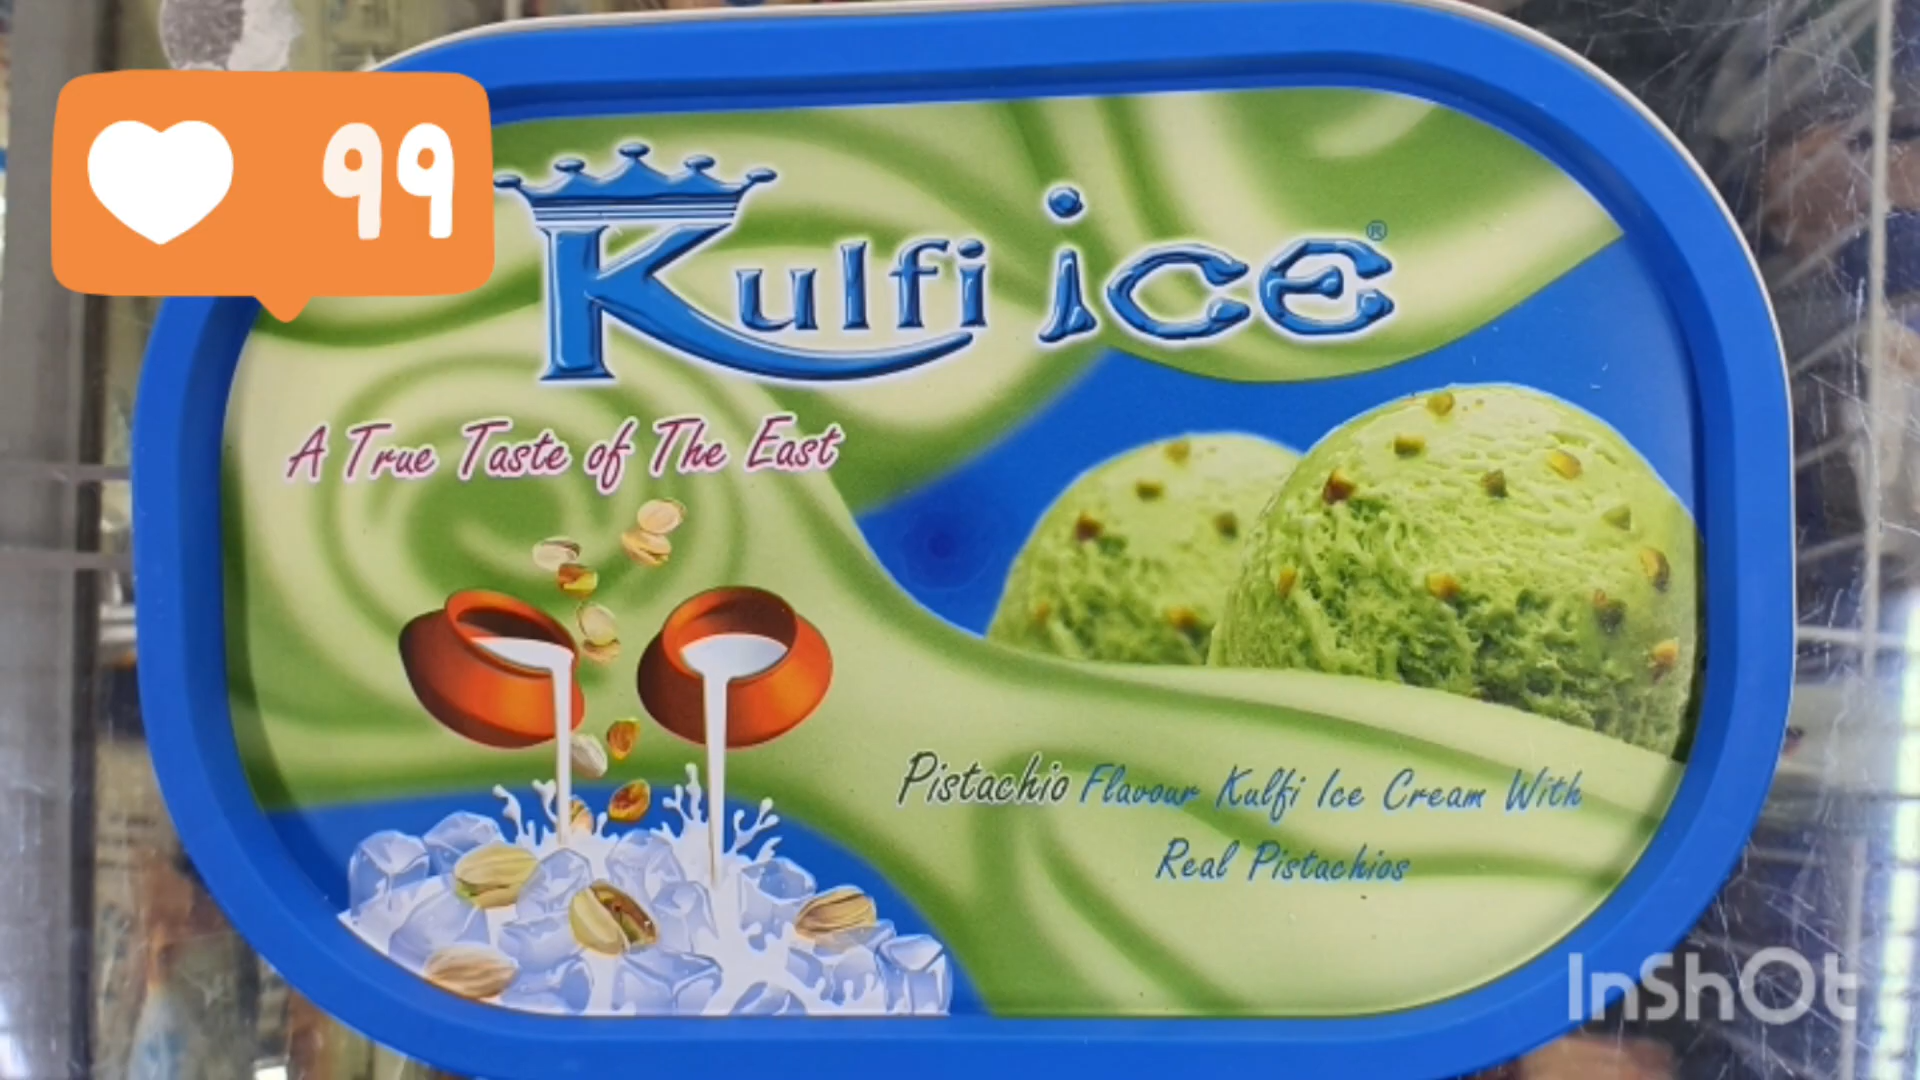 99
Kulfi ice®
A True Taste of The East
Pistachio Flavour Kulfi Ice Cream With
Real Pistachios
InShOt